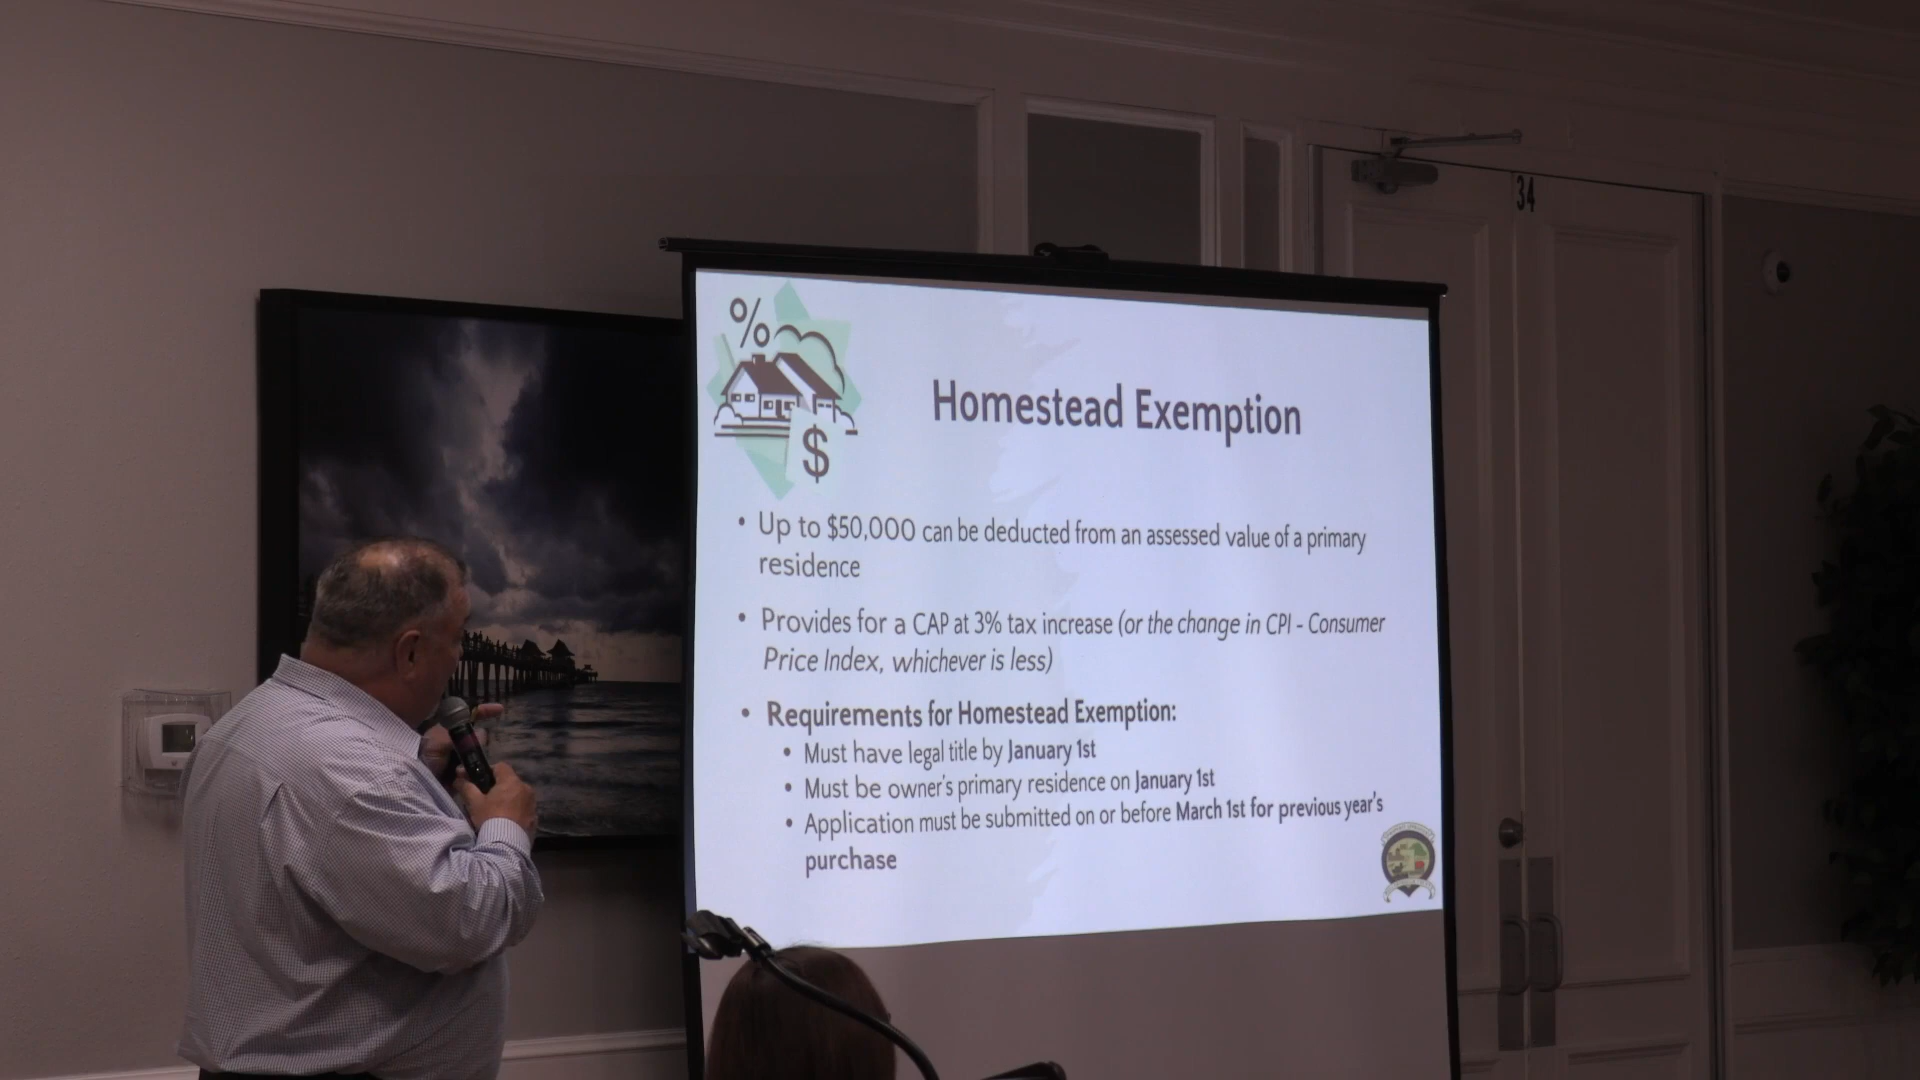 34
%
$
Homestead Exemption
• Up to $50,000 can be deducted from an assessed value of a primary
residence
• Provides for a CAP at 3% tax increase (or the change in CPI - Consumer
Price Index, whichever is less)
• Requirements for Homestead Exemption:
• Must have legal title by January 1st
• Must be owner's primary residence on January 1st
• Application must be submitted on or before March 1st for previous year's
purchase